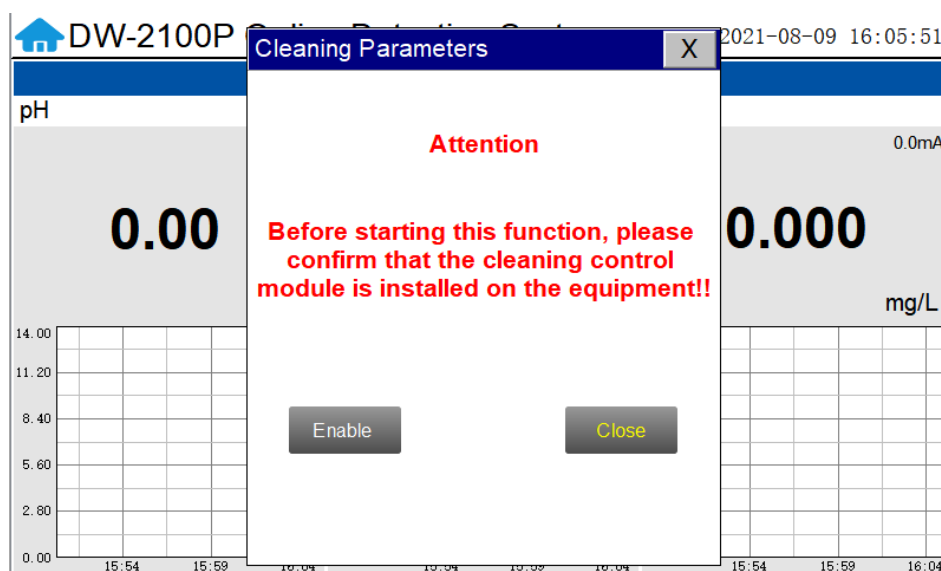 DW-2100P
2021-08-09 16:05:51
Cleaning Parameters
X
pH
0.0mA
Attention
0.00
0.000
Before starting this function, please
confirm that the cleaning control
module is installed on the equipment!!
mg/L
14.00
11.20
8.40
5.60
2.80
0.00
Enable
Close
15:54 15:59 16:04 15:54 15:59 16:04 15:54 15:59 16:04